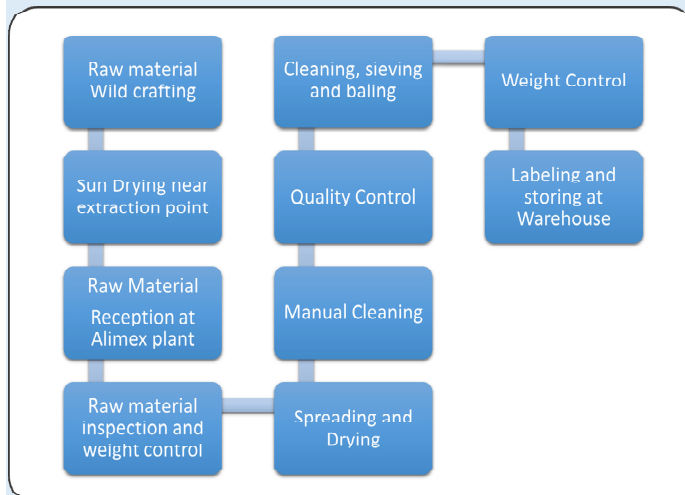 Raw material
Wild crafting
Sun Drying near
extraction point
Raw Material
Reception at
Alimex plant
Raw material
inspection and
weight control
Spreading and
Drying
Manual Cleaning
Quality Control
Cleaning, sieving
and baling
Weight Control
Labeling and
storing at
Warehouse